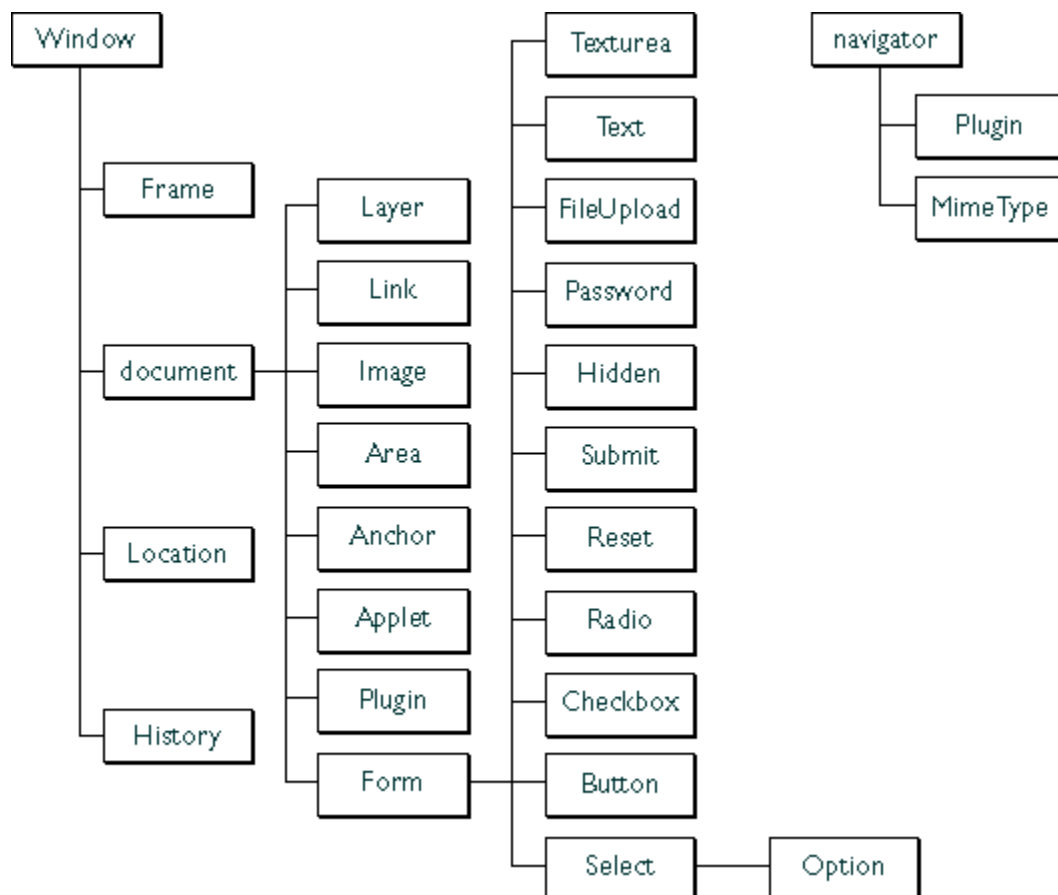 Window
Frame
document
Location
History
Layer
Link
Image
Area
Anchor
Applet
Plugin
Form
Texturea
Text
FileUpload
Password
Hidden
Submit
Reset
Radio
Checkbox
Button
Select
Option
navigator
Plugin
MimeType